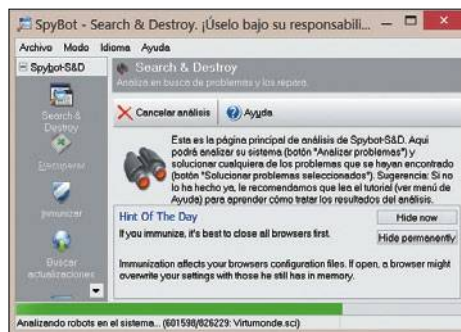 SpyBot - Search & Destroy. ¡Úselo bajo su responsabili...
Archivo Modo Idioma Ayuda
Spybot-S&D
Search & Destroy
Analiza en busca de problemas y los repara.
Search & Destroy
Cancelar análisis
Ayuda
Esta es la página principal de análisis de Spybot-S&D. Aquí
podrá analizar su sistema (botón "Analizar problemas") y
solucionar cualquiera de los problemas que se hayan encontrado
(botón "Solucionar problemas seleccionados"). Sugerencia: Si no
lo ha hecho ya, le recomendamos que lea el tutorial (ver menú de
Ayuda) para aprender cómo tratar los resultados del análisis.
Recuperar
Inmunizar
Buscar
actualizaciones
Hint Of The Day
Hide now
If you immunize, it's best to close all browsers first.
Hide permanently
Immunization affects your browsers configuration files. If open, a browser might
overwrite your settings with those he still has in memory.
Analizando robots en el sistema... (601598/826229: Virtumonde.sci)